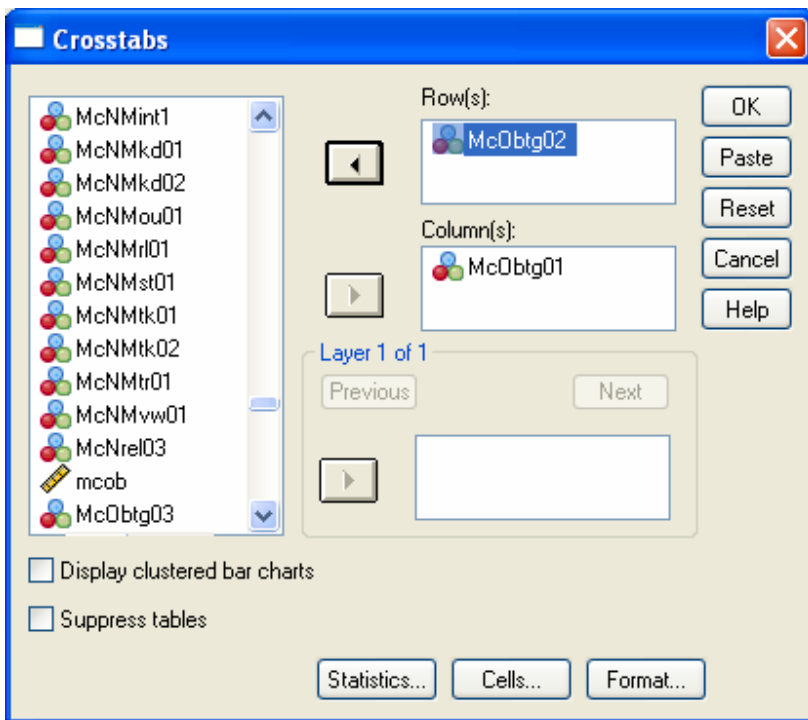 Crosstabs
McNMint1
McNMkd01
McNMkd02
McNMou01
McNMrl01
McNMst01
McNMtk01
McNMtk02
McNMtr01
McNMvw01
McNrel03
mcob
McObtg03
Row(s):
McObtg02
Column(s):
McObtg01
Layer 1 of 1
Previous
Next
OK
Paste
Reset
Cancel
Help
Display clustered bar charts
Suppress tables
Statistics...
Cells...
Format...